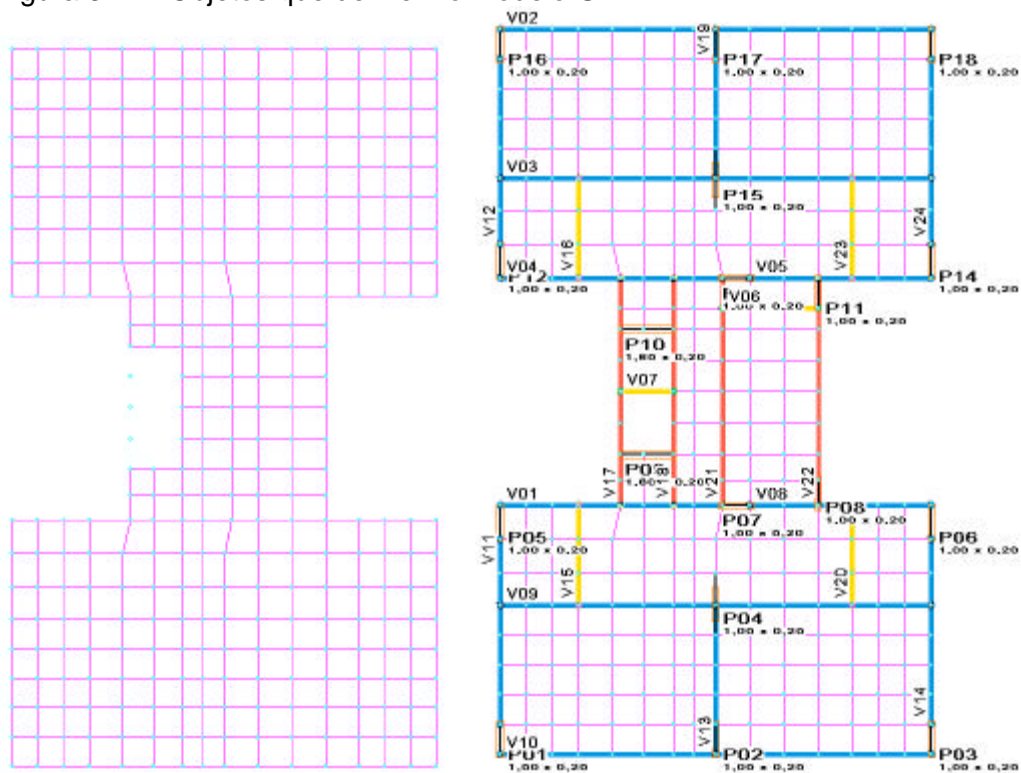 V02
V19
P16
1.00 x 0.20
P17
1.00 x 0.20
P18
1.00 x 0.20
V03
P15
1,00 x 0,20
V12
V16
V23
V24
V04
P12
1,00 x 0,20
V05
P14
1,00 x 0,20
V06
1,00 x 0.20
P11
1,00 x 0,20
P10
1,80 x 0,20
V07
V17
V18
V21
V22
0.20
V01
V08
P05
1.00 x 0.20
P07
1,00 x 0,20
P08
1.00 x 0.20
P06
1.00 x 0.20
V11
V15
V20
V09
P04
1,00 x 0,20
V13
V14
V10
P01
1,00 x 0,20
P02
1,00 x 0,20
P03
1,00 x 0,20